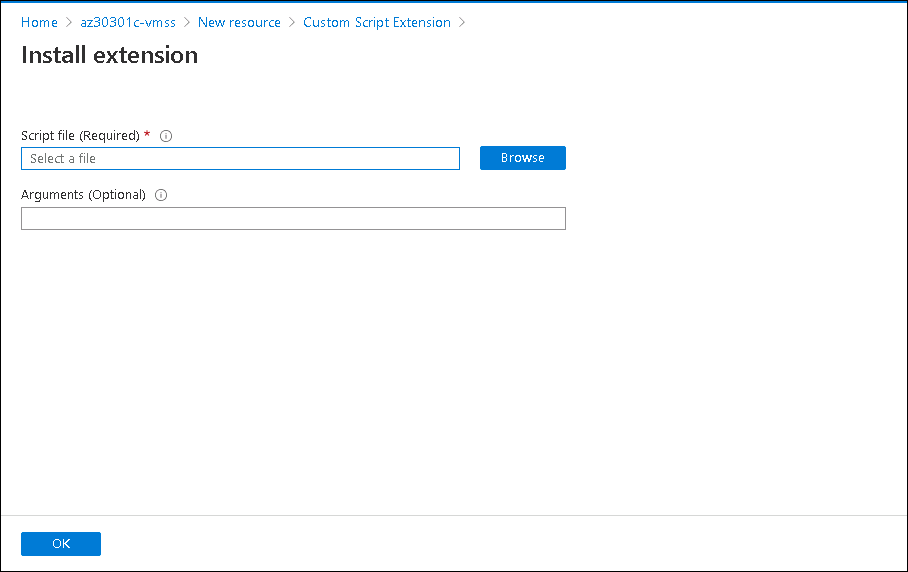 Home > az30301c-vmss > New resource > Custom Script Extension >
Install extension
Script file (Required) *
Select a file
Browse
Arguments (Optional)
OK